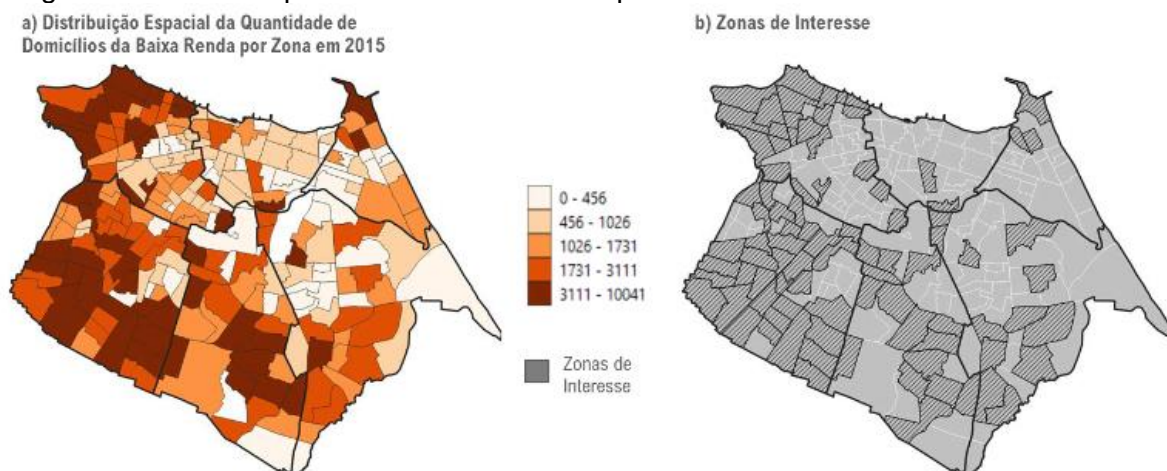 a) Distribuição Espacial da Quantidade de
Domicílios da Baixa Renda por Zona em 2015
b) Zonas de Interesse
0 - 456
456 - 1026
1026 - 1731
1731 - 3111
3111 - 10041
Zonas de
Interesse